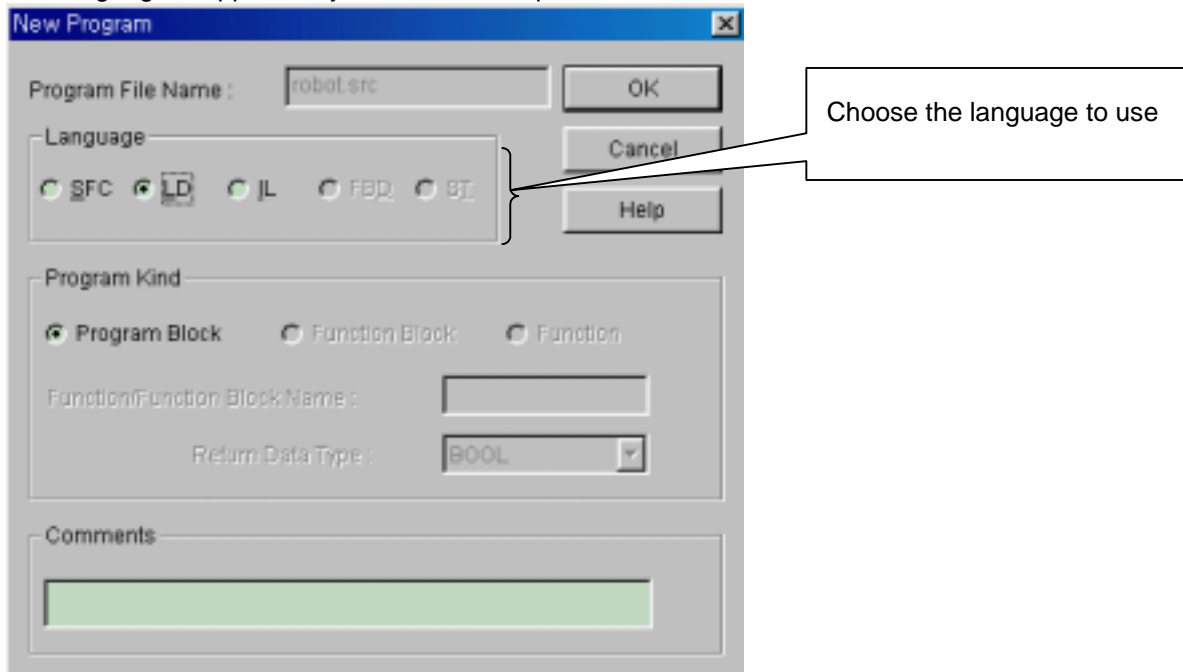 New Program
Program File Name : robot.src OK
Choose the language to use
Language
Cancel
SFC LD IL FBD ST
Help
Program Kind
Program Block Function Block Function
Function/Function Block Name :
Return Data Type : BOOL
Comments